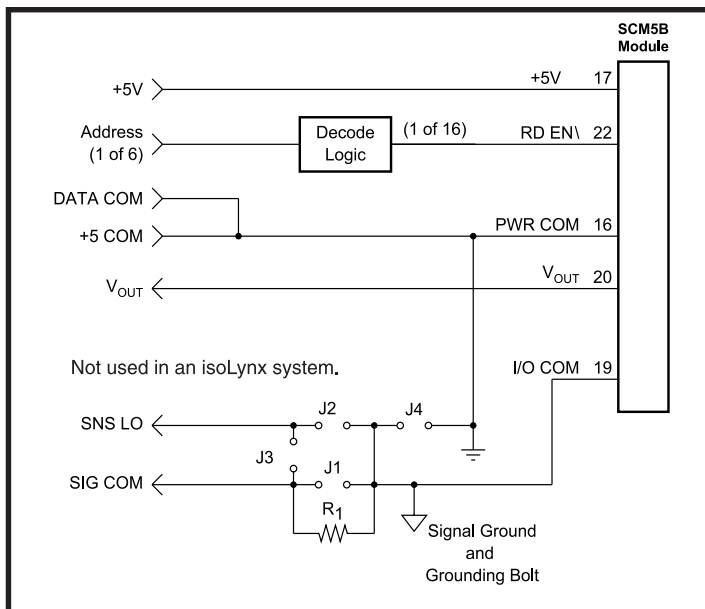 SCM5B
Module
+5V
+5V 17
Address
(1 of 6)
Decode
Logic
(1 of 16)
RD EN\ 22
DATA COM
+5 COM
PWR COM 16
VOUT
VOUT 20
Not used in an isoLynx system.
I/O COM 19
SNS LO
J2
J4
J3
SIG COM
J1
R1
Signal Ground
and
Grounding Bolt